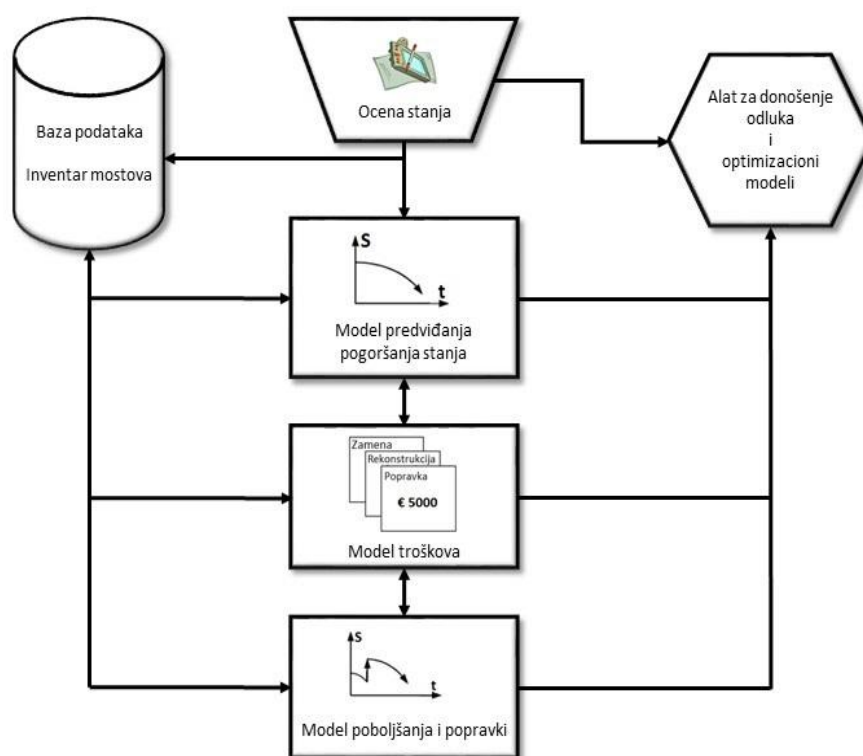 Baza podataka
Inventar mostova
Ocena stanja
Alat za donošenje
odluka
i
optimizacioni
modeli
S
t
Model predviđanja
pogoršanja stanja
Zamena
Rekonstrukcija
Popravka
€ 5000
Model troškova
S
t
Model poboljšanja i popravki